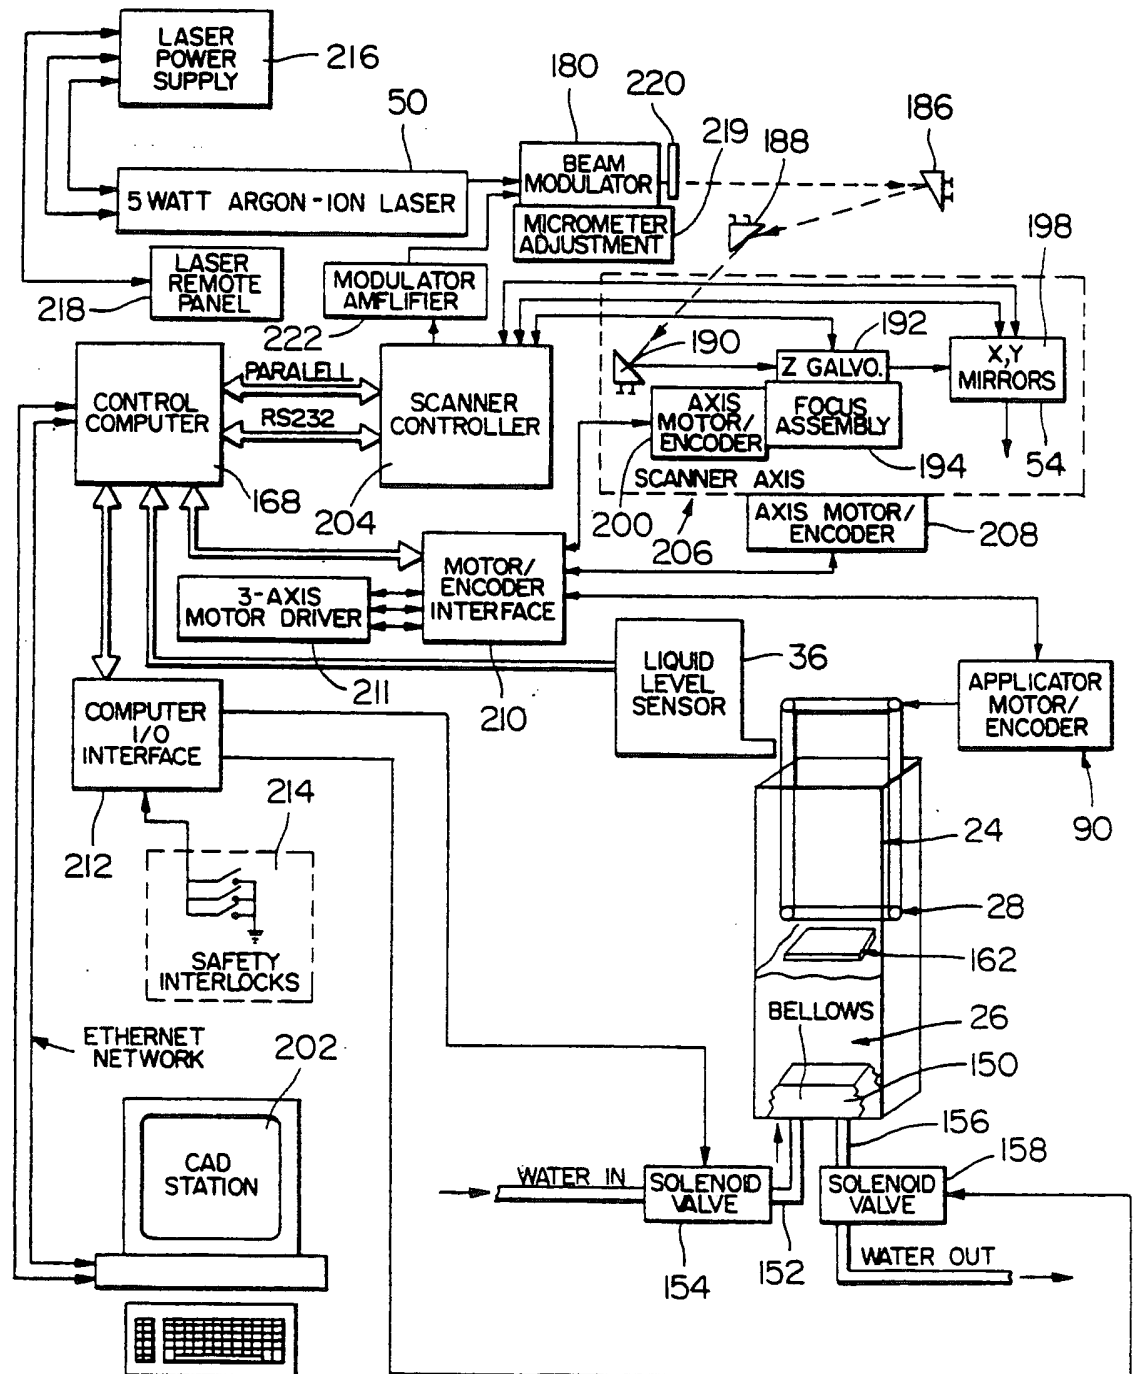 LASER
POWER
SUPPLY
216
50
180
220
219
188
186
5 WATT ARGON-ION LASER
BEAM
MODULATOR
MICROMETER
ADJUSTMENT
198
LASER
REMOTE
PANEL
218
MODULATOR
AMFLIFIER
222
190
192
Z GALVO.
X,Y
MIRRORS
CONTROL
COMPUTER
PARALELL
RS232
SCANNER
CONTROLLER
AXIS
MOTOR/
ENCODER
FOCUS
ASSEMBLY
194
54
168
204
200
SCANNER AXIS
206
AXIS MOTOR/
ENCODER
208
MOTOR/
ENCODER
INTERFACE
3-AXIS
MOTOR DRIVER
211
210
LIQUID
LEVEL
SENSOR
36
APPLICATOR
MOTOR/
ENCODER
90
COMPUTER
I/O
INTERFACE
212
214
SAFETY
INTERLOCKS
24
28
162
BELLOWS
26
150
ETHERNET
NETWORK
202
CAD
STATION
156
158
WATER IN
SOLENOID
VALVE
SOLENOID
VALVE
154
152
WATER OUT